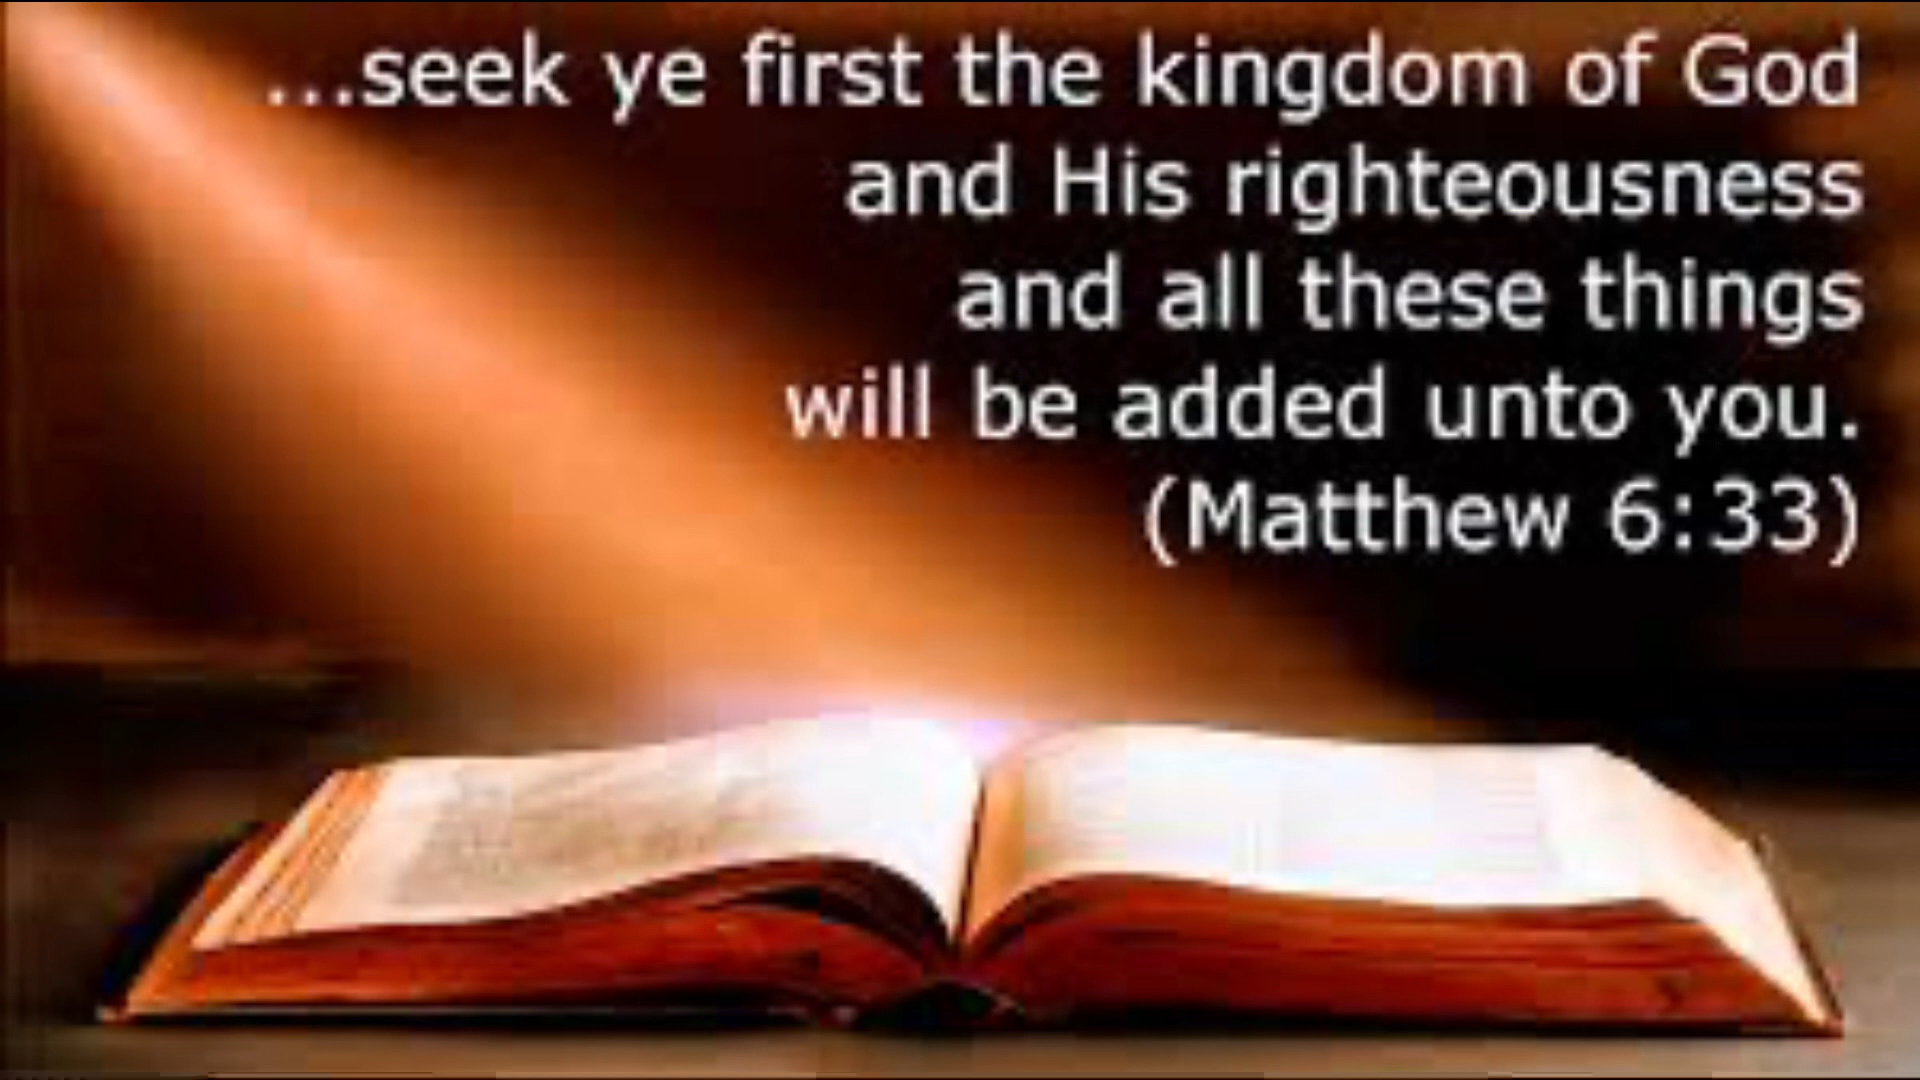 ...seek ye first the kingdom of God
and His righteousness
and all these things
will be added unto you.
(Matthew 6:33)